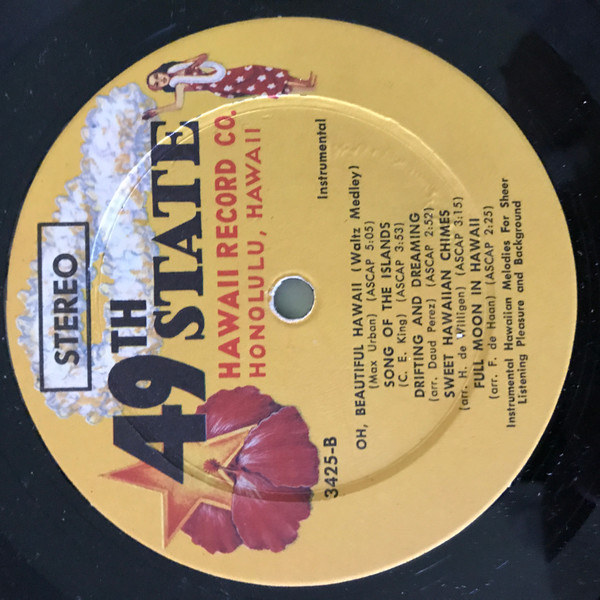 STEREO
49TH
STATE
HAWAII RECORD CO.
HONOLULU, HAWAII
3425-B
Instrumental
OH, BEAUTIFUL HAWAII (Waltz Medley)
(Max Urban) (ASCAP 5:05)
SONG OF THE ISLANDS
(C. E. King) (ASCAP 3:53)
DRIFTING AND DREAMING
(arr. Daud Perez) (ASCAP 2:52)
SWEET HAWAIIAN CHIMES
(arr. H. de Willigen) (ASCAP 3:15)
FULL MOON IN HAWAII
(arr. F. de Haan) (ASCAP 2:25)
Instrumental Hawaiian Melodies For Sheer
Listening Pleasure and Background